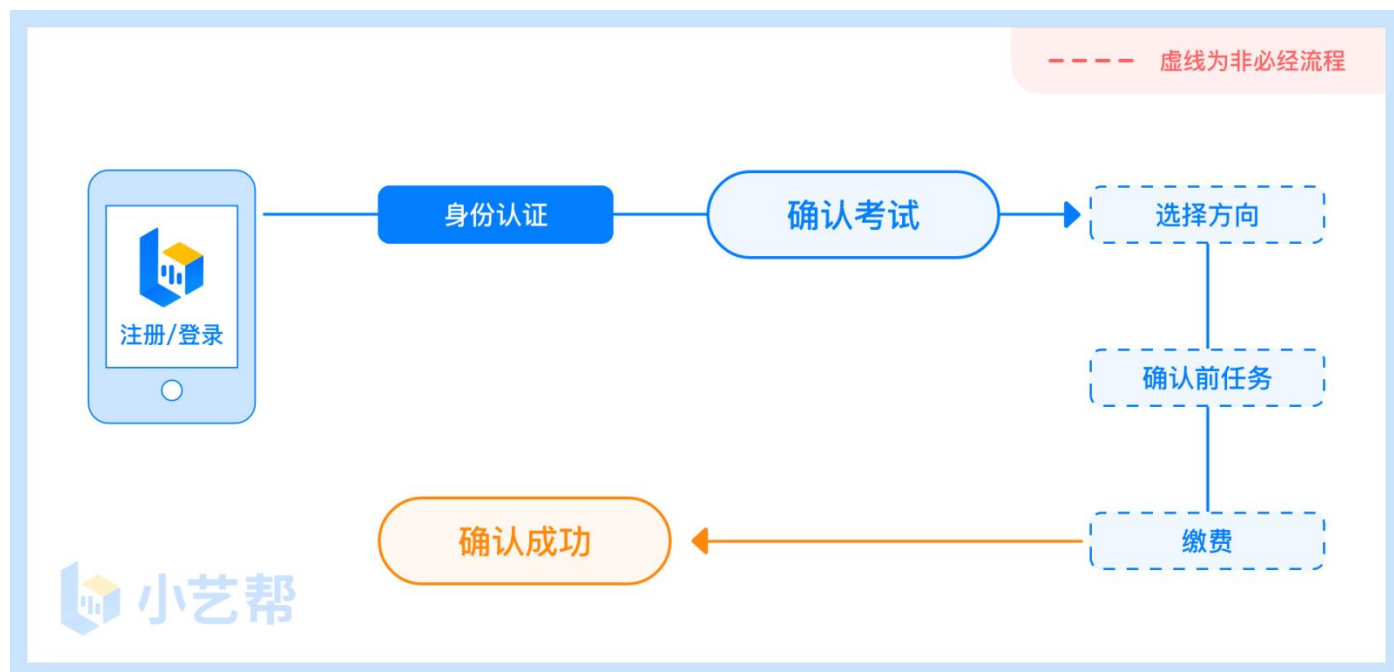 虚线为非必经流程
身份认证
确认考试
选择方向
注册/登录
确认前任务
确认成功
缴费
小艺帮